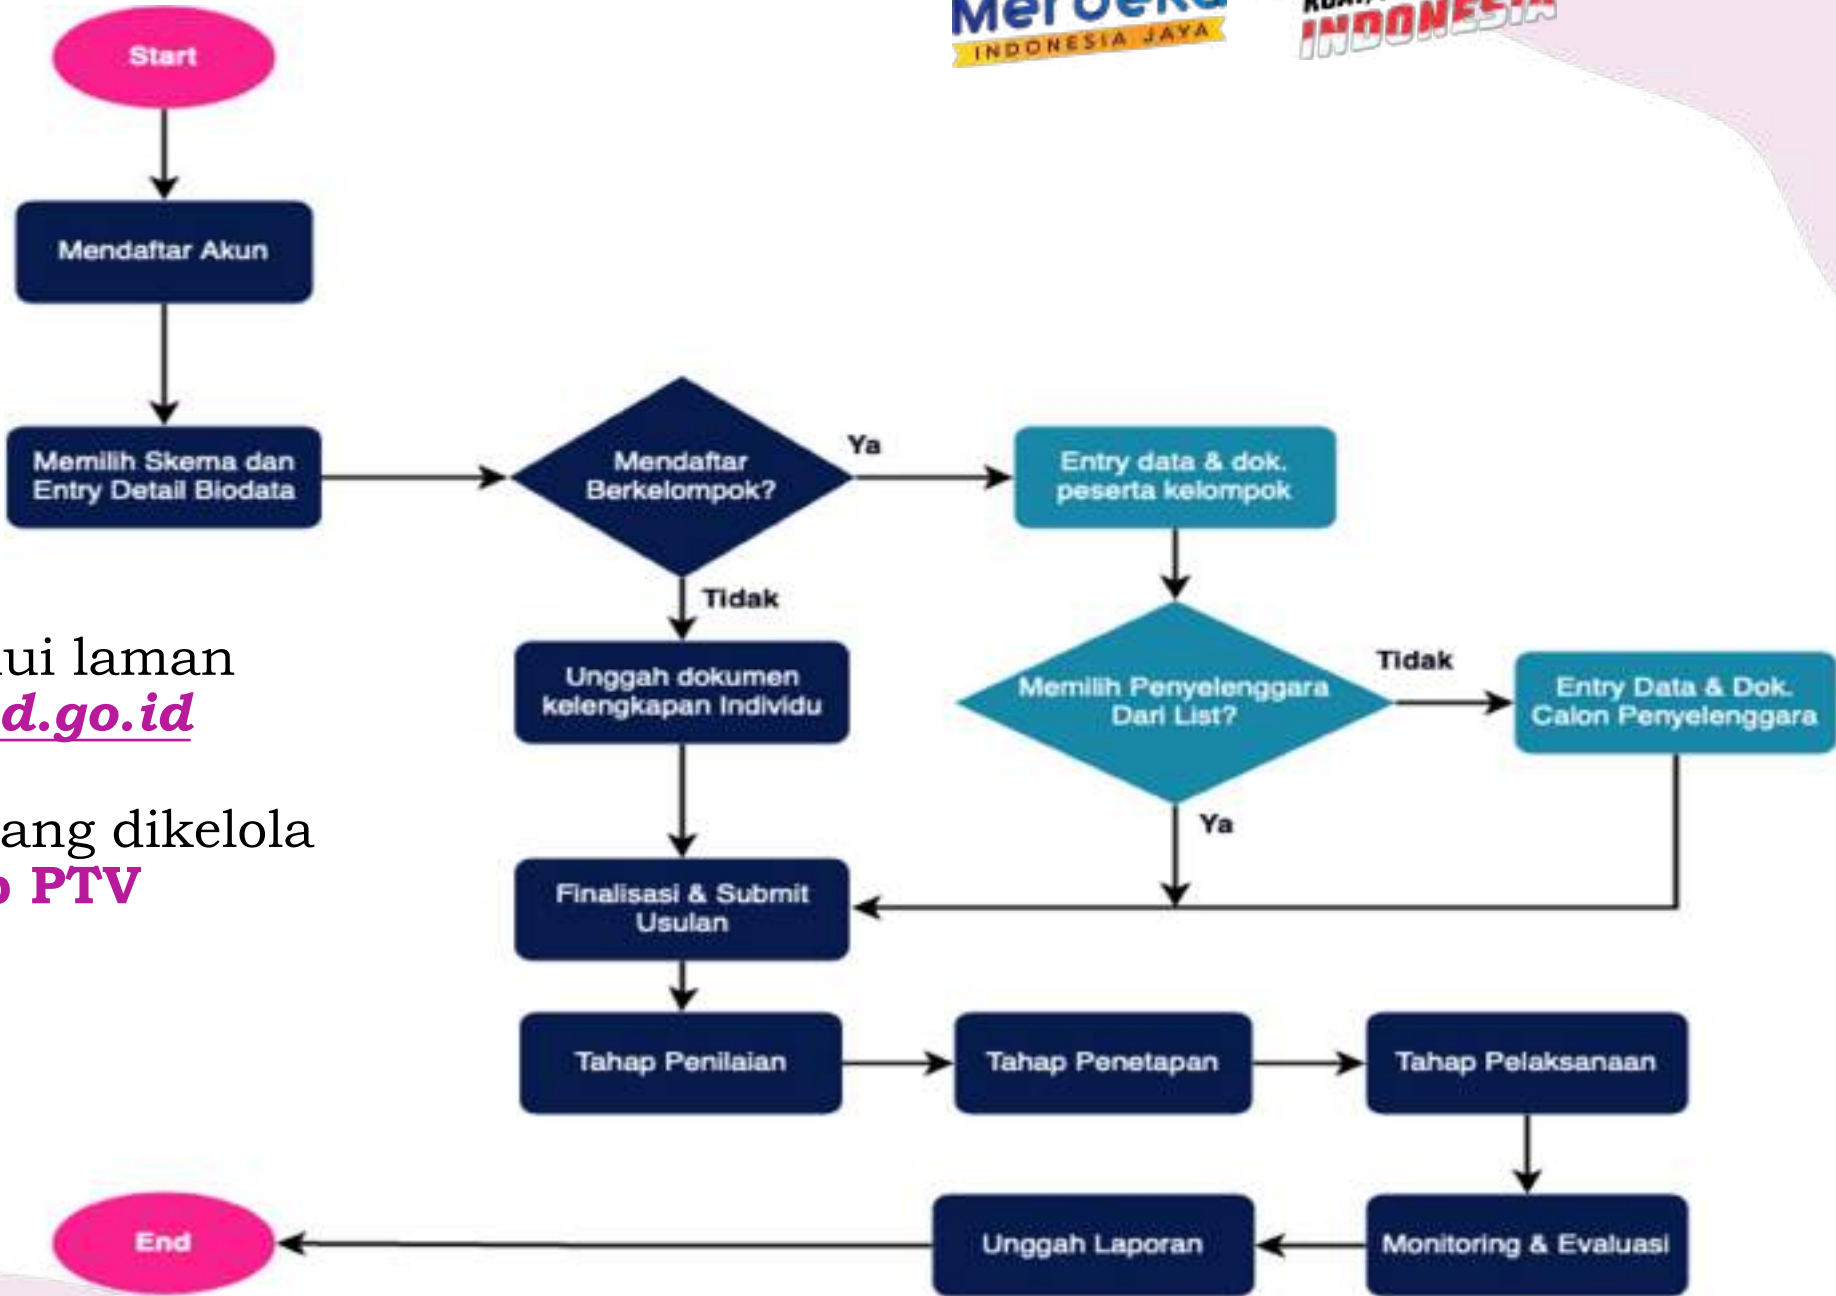 Merdeka
INDONESIA JAYA
INDONESIA
Start
Mendaftar Akun
Memilih Skema dan
Entry Detail Biodata
Mendaftar
Berkelompok?
Ya
Entry data & dok.
peserta kelompok
Tidak
Unggah dokumen
kelengkapan Individu
Memilih Penyelenggara
Dari List?
Tidak
Entry Data & Dok.
Calon Penyelenggara
Ya
laman
d.go.id
dikelola
PTV
Finalisasi & Submit
Usulan
Tahap Penilaian
Tahap Penetapan
Tahap Pelaksanaan
Monitoring & Evaluasi
Unggah Laporan
End